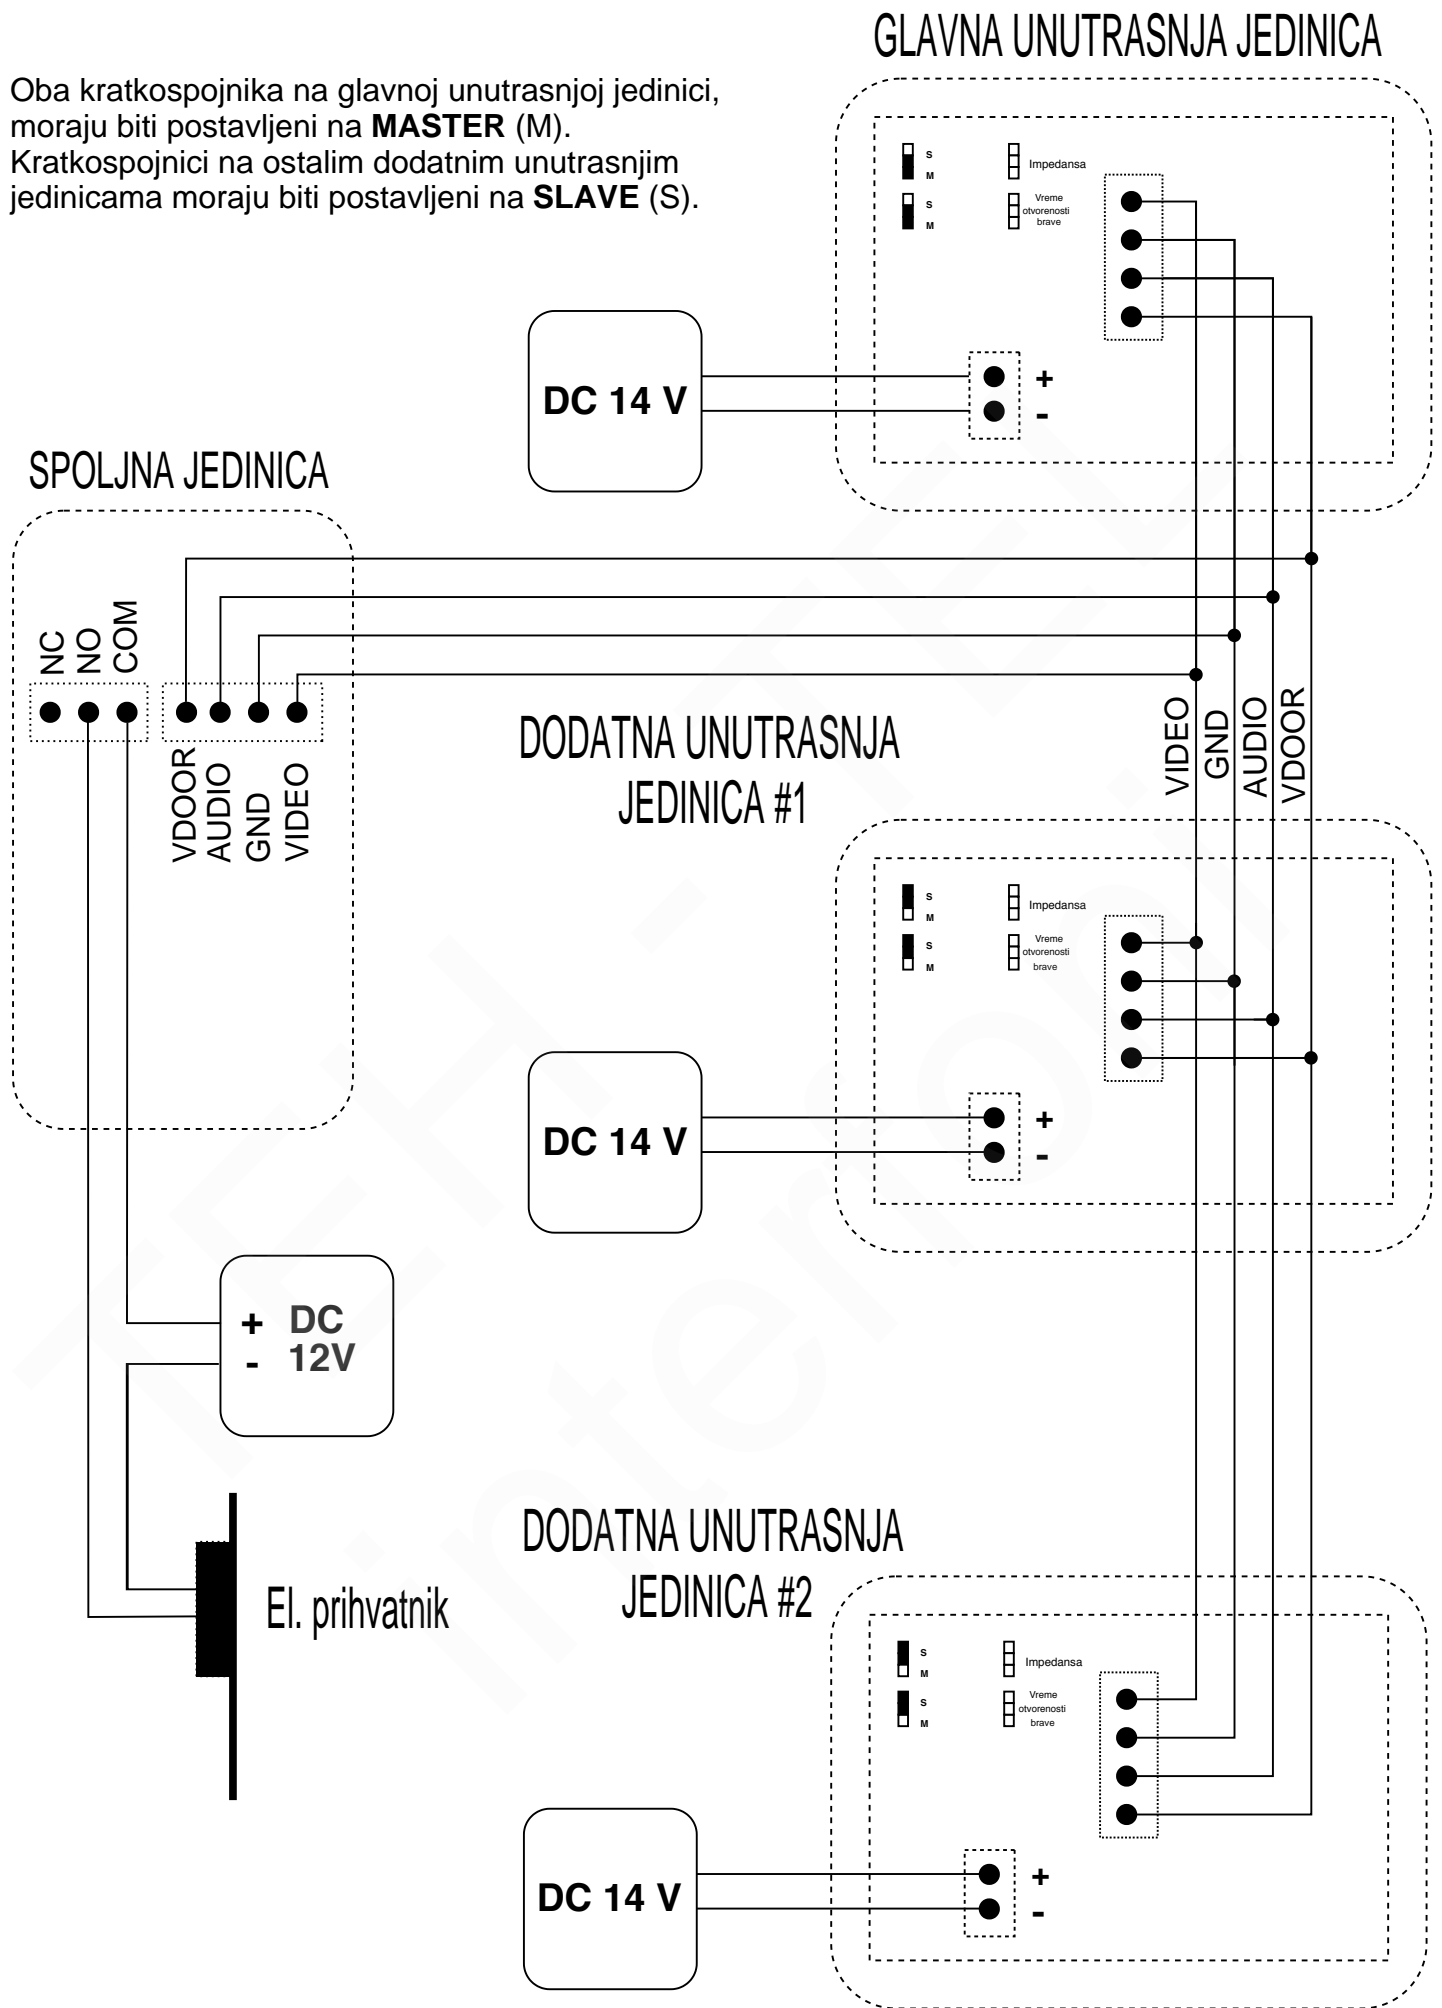 GLAVNA UNUTRASNJA JEDINICA
Oba kratkospojnika na glavnoj unutrasnjoj jedinici,
moraju biti postavljeni na MASTER (M).
Kratkospojnici na ostalim dodatnim unutrasnjim
jedinicama moraju biti postavljeni na SLAVE (S).
S
M
Impedansa
S
M
Vreme
otvorenosti
brave
DC 14 V
+
-
SPOLJNA JEDINICA
NC
NO
COM
VDOOR
AUDIO
GND
VIDEO
VIDEO
GND
AUDIO
VDOOR
DODATNA UNUTRASNJA
JEDINICA #1
S
M
Impedansa
S
M
Vreme
otvorenosti
brave
DC 14 V
+
-
+ DC
- 12V
El. prihvatnik
DODATNA UNUTRASNJA
JEDINICA #2
S
M
Impedansa
S
M
Vreme
otvorenosti
brave
DC 14 V
+
-
TEH - TEL
interfoni